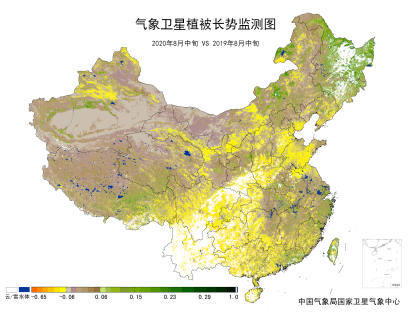 气象卫星植被长势监测图
2020年8月中旬 VS 2019年8月中旬
云/雪 水体 -0.65 -0.08 0.06 0.15 0.23 0.29 1.0
中国气象局国家卫星气象中心